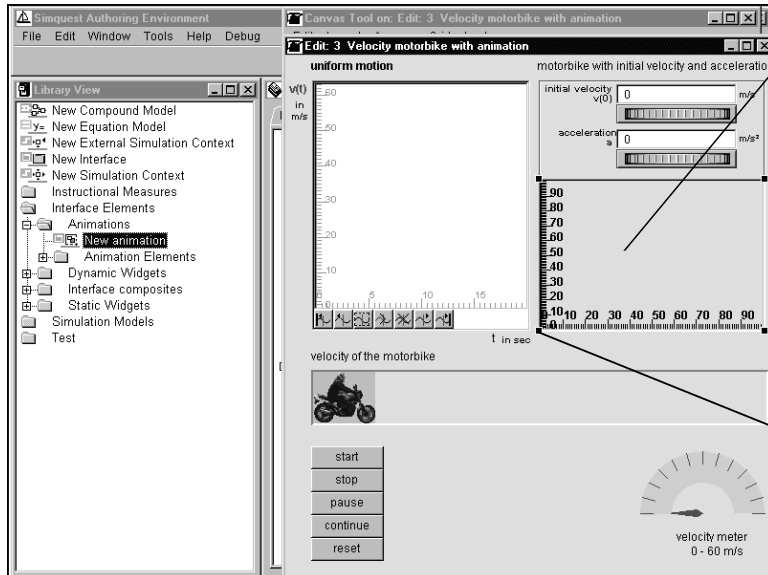 Simquest Authoring Environment
File Edit Window Tools Help Debug
Library View
New Compound Model
y= New Equation Model
New External Simulation Context
New Interface
New Simulation Context
Instructional Measures
Interface Elements
Animations
New animation
Animation Elements
Dynamic Widgets
Interface composites
Static Widgets
Simulation Models
Test
Canvas Tool on: Edit: 3 Velocity motorbike with animation
Edit: 3 Velocity motorbike with animation
uniform motion
v(t)
in
m/s
60
50
40
30
20
10
0
0 5 10 15
t in sec
motorbike with initial velocity and acceleratio
initial velocity
v(0) 0 m/s
acceleration
a 0 m/s²
90
80
70
60
50
40
30
20
10
0
0 10 20 30 40 50 60 70 80 90
velocity of the motorbike
start
stop
pause
continue
reset
velocity meter
0 - 60 m/s